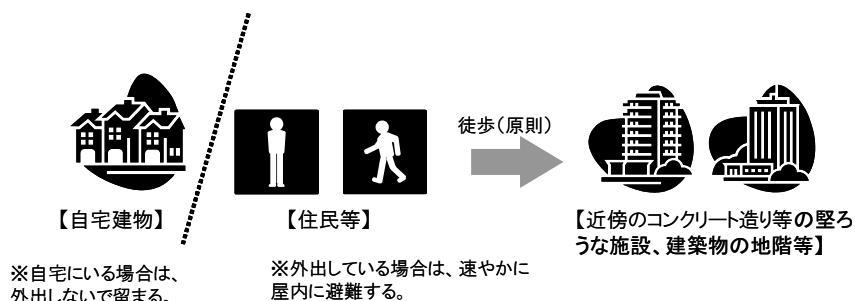 徒歩（原則）
【自宅建物】
【住民等】
【近傍のコンクリート造り等の堅ろ
うな施設、建築物の地階等】
※自宅にいる場合は、
外出しないで留まる。
※外出している場合は、速やかに
屋内に避難する。